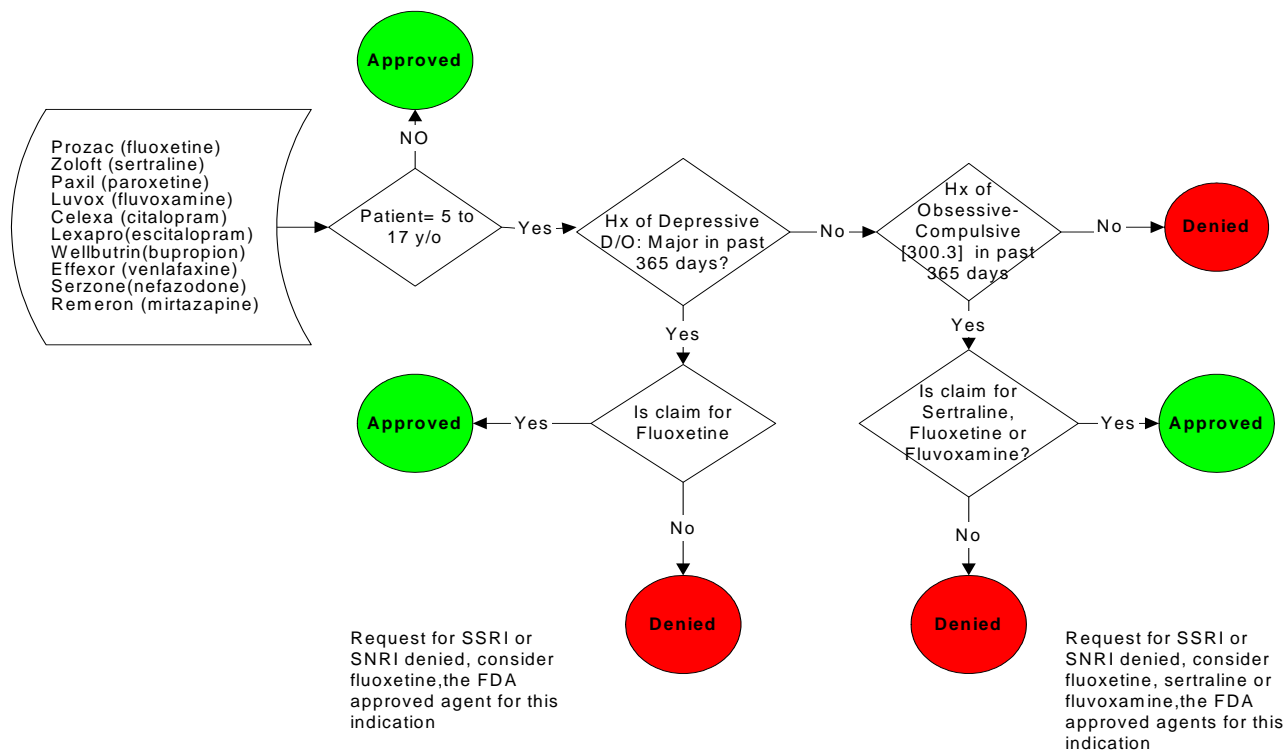 Approved
NO
Prozac (fluoxetine)
Zoloft (sertraline)
Paxil (paroxetine)
Luvox (fluvoxamine)
Celexa (citalopram)
Lexapro(escitalopram)
Wellbutrin(bupropion)
Effexor (venlafaxine)
Serzone(nefazodone)
Remeron (mirtazapine)
Patient= 5 to
17 y/o
Yes
Hx of Depressive
D/O: Major in past
365 days?
No
Hx of
Obsessive-
Compulsive
[300.3] in past
365 days
No
Denied
Yes
Yes
Approved
Yes
Is claim for
Fluoxetine
Is claim for
Sertraline,
Fluoxetine or
Fluvoxamine?
Yes
Approved
No
No
Denied
Denied
Request for SSRI or
SNRI denied, consider
fluoxetine,the FDA
approved agent for this
indication
Request for SSRI or
SNRI denied, consider
fluoxetine, sertraline or
fluvoxamine,the FDA
approved agents for this
indication